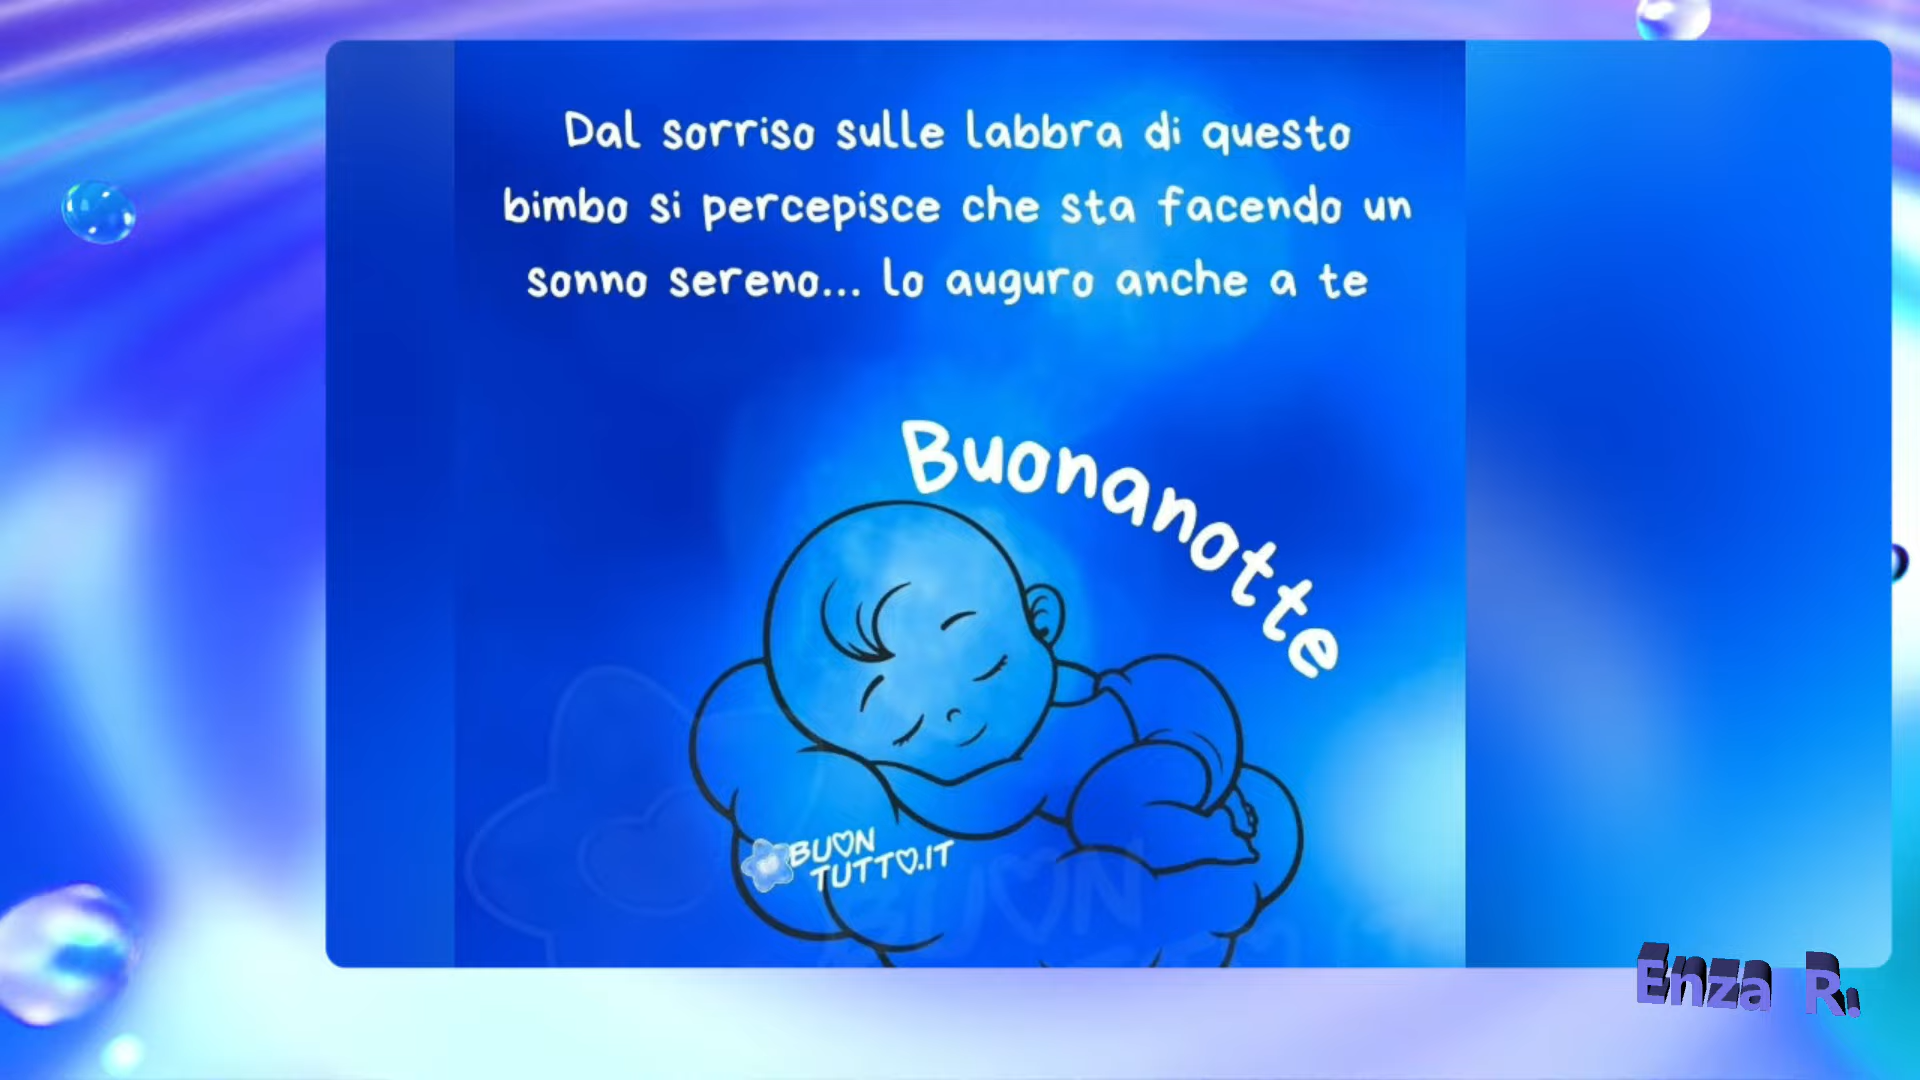 Dal sorriso sulle labbra di questo
bimbo si percepisce che sta facendo un
sonno sereno... lo auguro anche a te
Buonanotte
BUON
TUTTO.IT
BUON
Enza R.